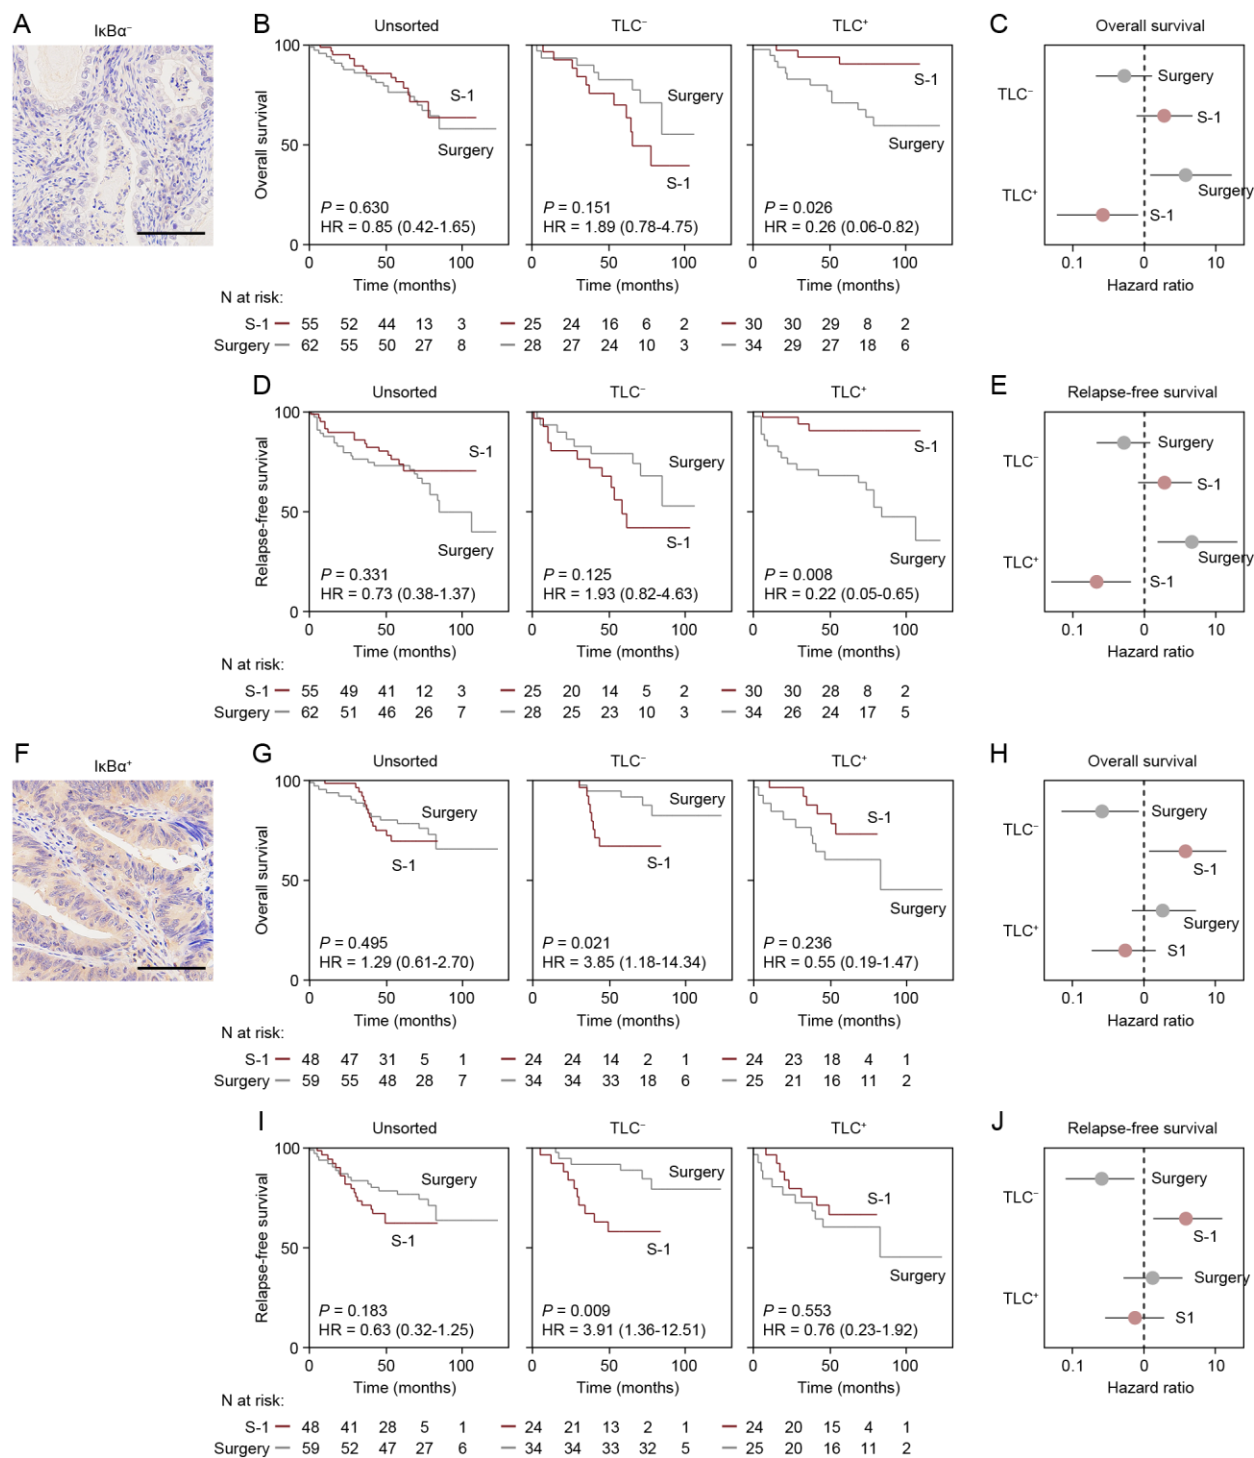 A
IκBα⁻
B
Unsorted
TLC⁻
TLC⁺
C
Overall survival
Overall survival
100
50
0
S-1
Surgery
P = 0.630
HR = 0.85 (0.42-1.65)
Surgery
S-1
P = 0.151
HR = 1.89 (0.78-4.75)
S-1
Surgery
P = 0.026
HR = 0.26 (0.06-0.82)
0 100
0 100
0 100
Time (months)
Time (months)
Time (months)
TLC⁻
Surgery
S-1
TLC⁺
Surgery
S-1
0.1 0 10
Hazard ratio
N at risk:
S-1 55 52 44 13 3 25 24 16 6 2 30 30 29 8 2
Surgery 62 55 50 27 8 28 27 24 10 3 34 29 27 18 6
D
Unsorted
TLC⁻
TLC⁺
E
Relapse-free survival
Relapse-free survival
100
50
0
S-1
Surgery
P = 0.331
HR = 0.73 (0.38-1.37)
Surgery
S-1
P = 0.125
HR = 1.93 (0.82-4.63)
S-1
Surgery
P = 0.008
HR = 0.22 (0.05-0.65)
0 100
0 100
0 100
Time (months)
Time (months)
Time (months)
TLC⁻
Surgery
S-1
TLC⁺
Surgery
S-1
0.1 0 10
Hazard ratio
N at risk:
S-1 55 49 41 12 3 25 20 14 5 2 30 30 28 8 2
Surgery 62 51 46 26 7 28 25 23 10 3 34 26 24 17 5
F
IκBα⁺
G
Unsorted
TLC⁻
TLC⁺
H
Overall survival
Overall survival
100
50
0
Surgery
S-1
P = 0.495
HR = 1.29 (0.61-2.70)
Surgery
S-1
P = 0.021
HR = 3.85 (1.18-14.34)
S-1
Surgery
P = 0.236
HR = 0.55 (0.19-1.47)
0 100
0 100
0 100
Time (months)
Time (months)
Time (months)
TLC⁻
Surgery
S-1
TLC⁺
Surgery
S1
0.1 0 10
Hazard ratio
N at risk:
S-1 48 47 31 5 1 24 24 14 2 1 24 23 18 4 1
Surgery 59 55 48 28 7 34 34 33 18 6 25 21 16 11 2
I
Unsorted
TLC⁻
TLC⁺
J
Relapse-free survival
Relapse-free survival
100
50
0
Surgery
S-1
P = 0.183
HR = 0.63 (0.32-1.25)
Surgery
S-1
P = 0.009
HR = 3.91 (1.36-12.51)
S-1
Surgery
P = 0.553
HR = 0.76 (0.23-1.92)
0 100
0 100
0 100
Time (months)
Time (months)
Time (months)
TLC⁻
Surgery
S-1
TLC⁺
Surgery
S1
0.1 0 10
Hazard ratio
N at risk:
S-1 48 41 28 5 1 24 21 13 2 1 24 20 15 4 1
Surgery 59 52 47 27 6 34 34 33 32 5 25 20 16 11 2